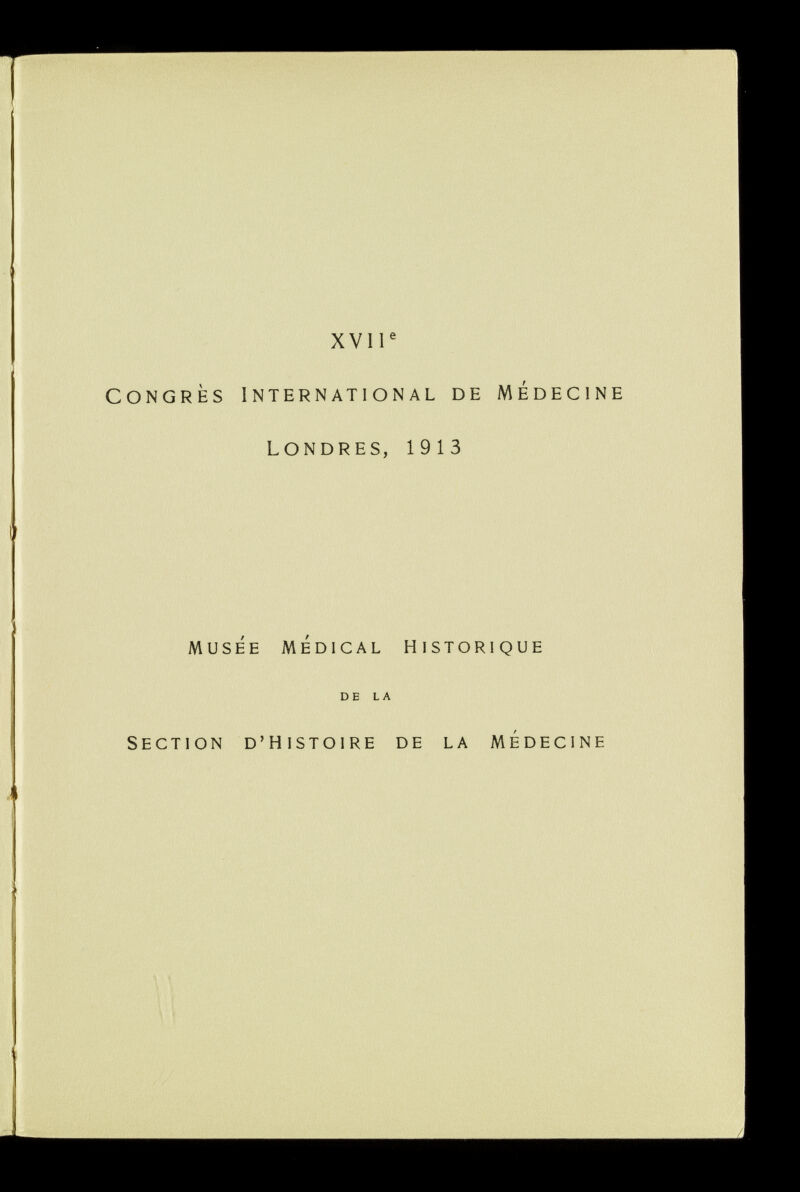 XVIIe
Congrès International de Médecine
Londres, 1913
Musée Médical Historique
de la
Section d'Histoire de la Médecine